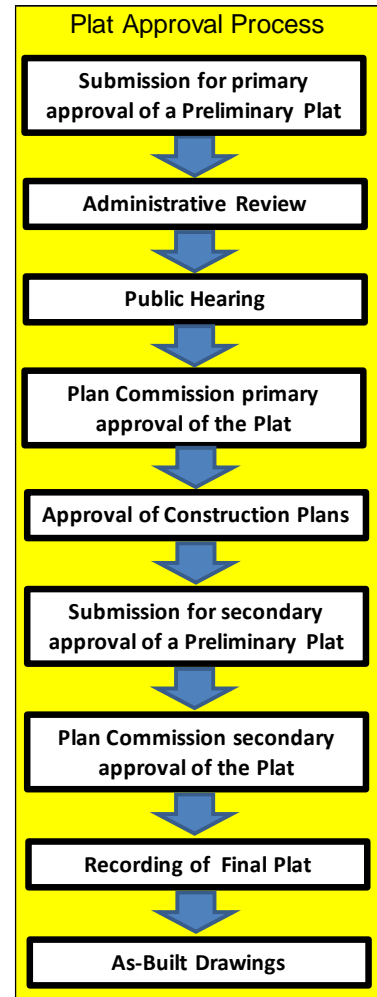 Plat Approval Process
Submission for primary
approval of a Preliminary Plat
Administrative Review
Public Hearing
Plan Commission primary
approval of the Plat
Approval of Construction Plans
Submission for secondary
approval of a Preliminary Plat
Plan Commission secondary
approval of the Plat
Recording of Final Plat
As-Built Drawings